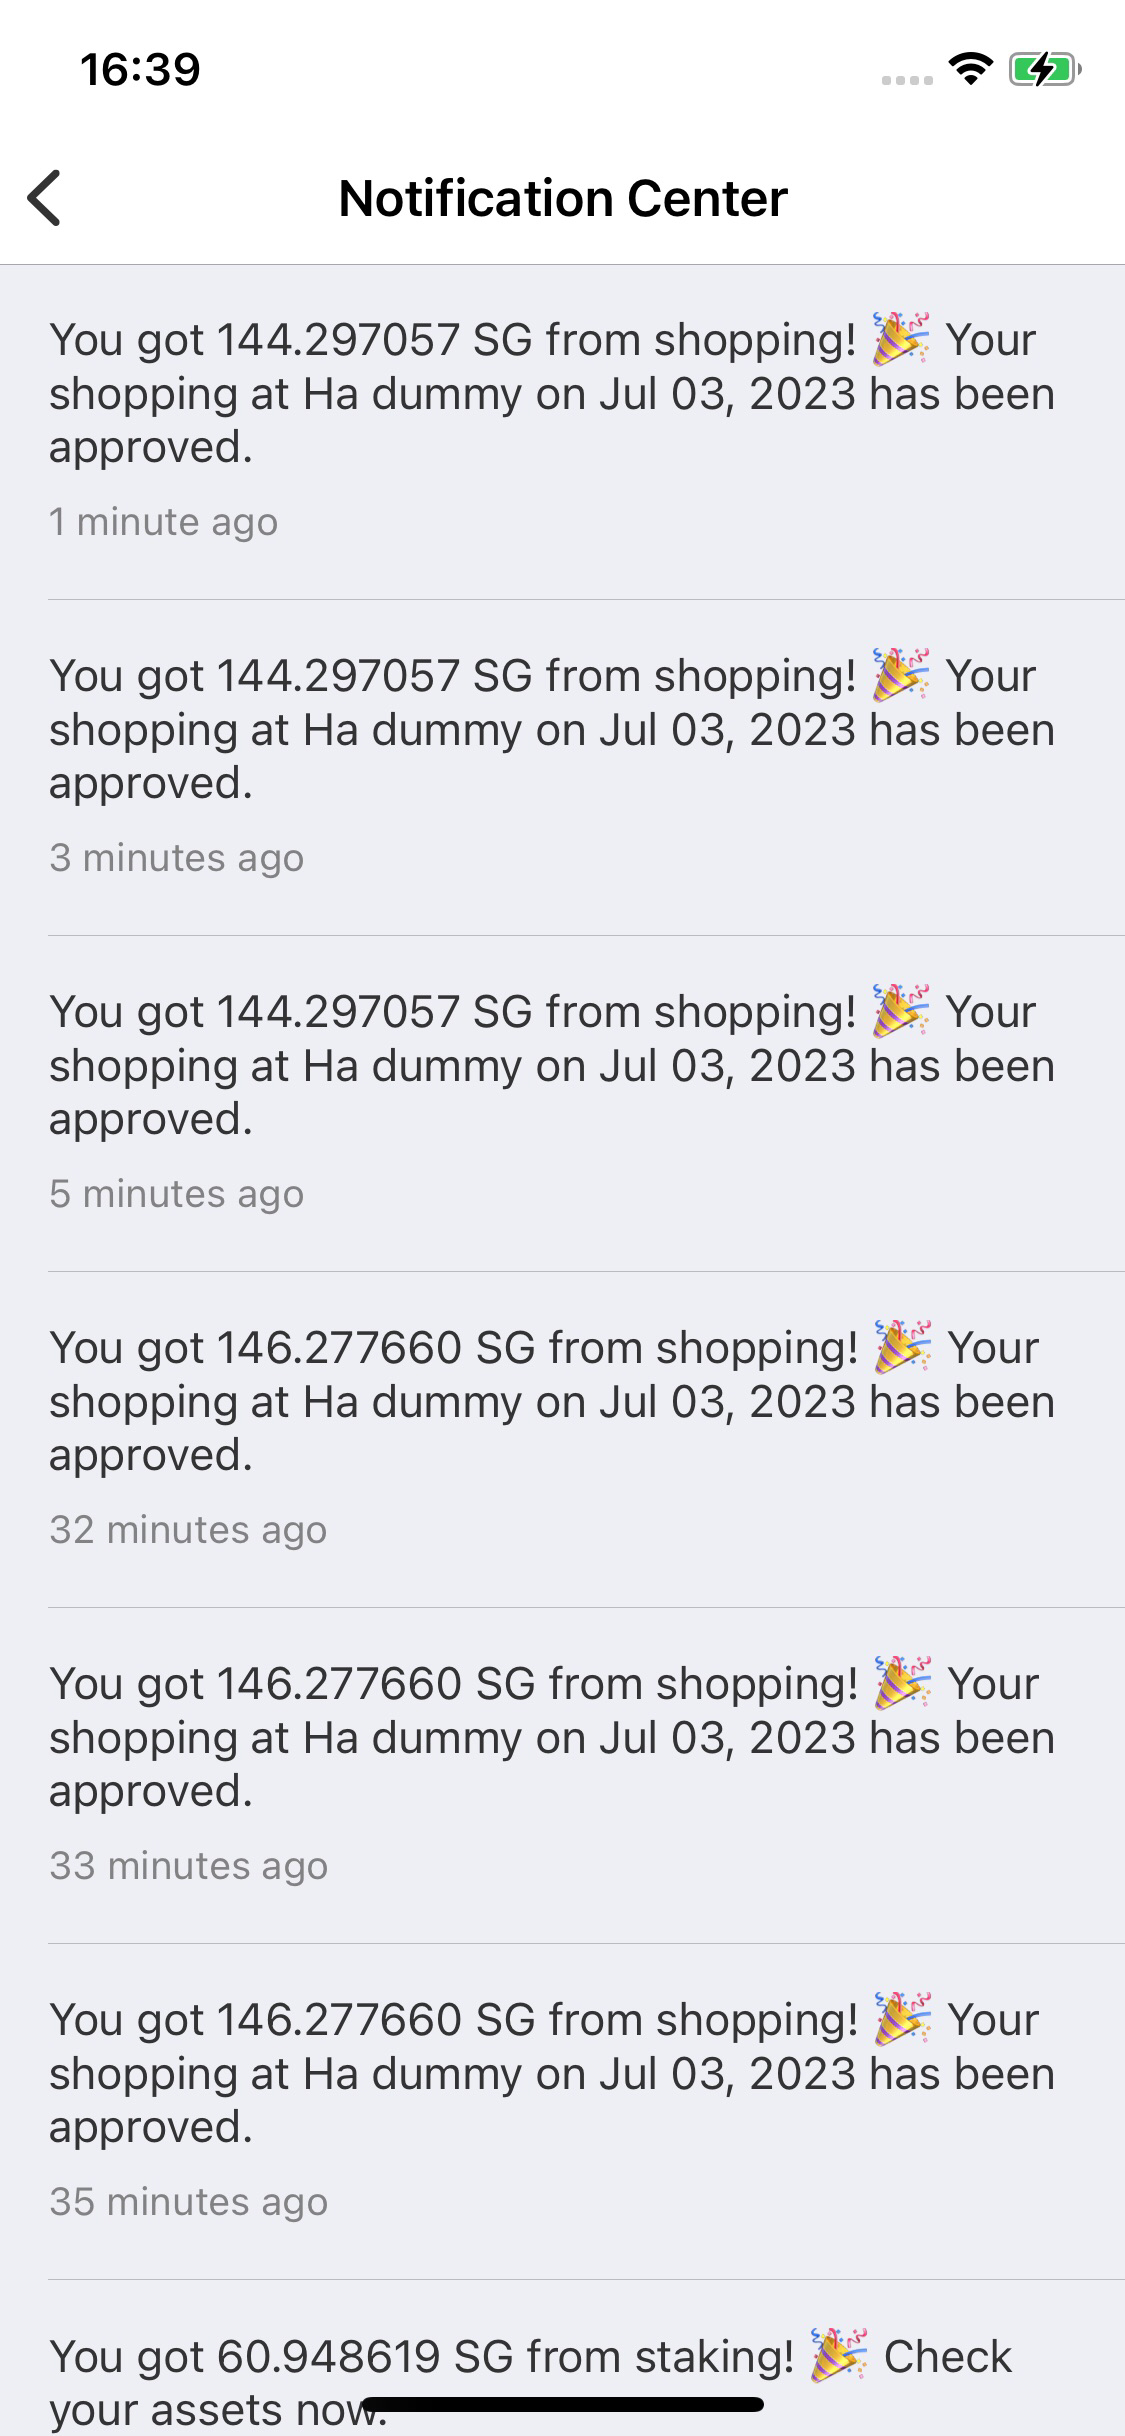 16:39
Notification Center
You got 144.297057 SG from shopping! 🎉 Your
shopping at Ha dummy on Jul 03, 2023 has been
approved.
1 minute ago
You got 144.297057 SG from shopping! 🎉 Your
shopping at Ha dummy on Jul 03, 2023 has been
approved.
3 minutes ago
You got 144.297057 SG from shopping! 🎉 Your
shopping at Ha dummy on Jul 03, 2023 has been
approved.
5 minutes ago
You got 146.277660 SG from shopping! 🎉 Your
shopping at Ha dummy on Jul 03, 2023 has been
approved.
32 minutes ago
You got 146.277660 SG from shopping! 🎉 Your
shopping at Ha dummy on Jul 03, 2023 has been
approved.
33 minutes ago
You got 146.277660 SG from shopping! 🎉 Your
shopping at Ha dummy on Jul 03, 2023 has been
approved.
35 minutes ago
You got 60.948619 SG from staking! 🎉 Check
your assets now.